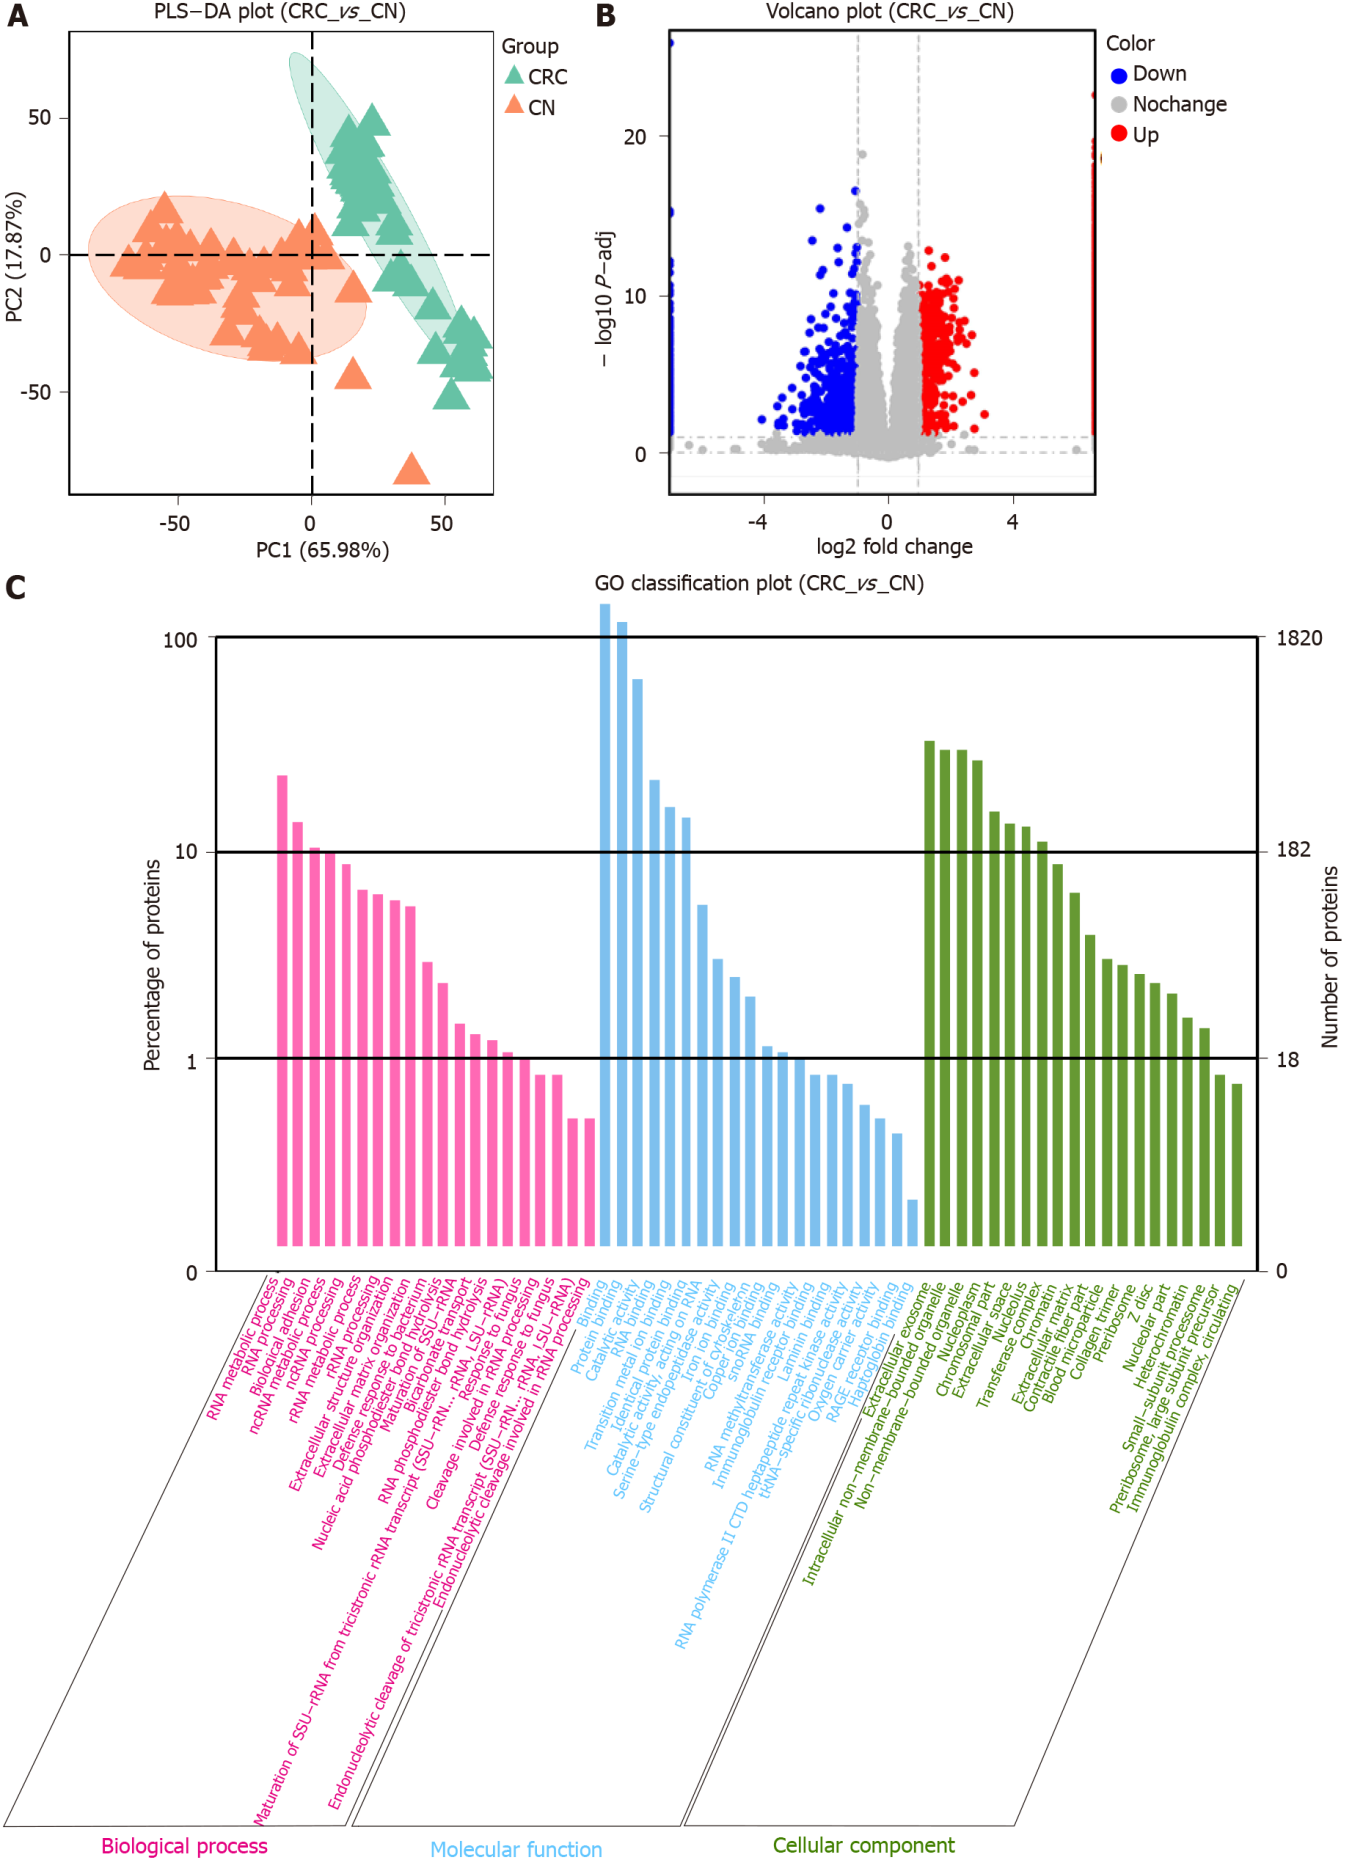 A
PLS−DA plot (CRC_vs_CN)
Group
CRC
CN
PC2 (17.87%)
50
0
-50
-50
0
50
PC1 (65.98%)
B
Volcano plot (CRC_vs_CN)
Color
Down
Nochange
Up
− log10 P−adj
20
10
0
-4
0
4
log2 fold change
C
GO classification plot (CRC_vs_CN)
Percentage of proteins
100
10
1
0
1820
182
18
0
Number of proteins
RNA metabolic process
RNA processing
Biological adhesion
ncRNA metabolic process
ncRNA processing
rRNA metabolic process
rRNA processing
Extracellular structure organization
Extracellular matrix organization
Defense response to bacterium
Nucleic acid phosphodiester bond hydrolysis
Maturation of SSU−rRNA
Bicarbonate transport
RNA phosphodiester bond hydrolysis
Maturation of SSU−rRNA from tricistronic rRNA transcript (SSU−rRN... rRNA, LSU−rRNA)
Response to fungus
Cleavage involved in rRNA processing
Defense response to fungus
Endonucleolytic cleavage of tricistronic rRNA transcript (SSU−rRN... rRNA, LSU−rRNA)
Endonucleolytic cleavage involved in rRNA processing
Binding
Protein binding
Catalytic activity
RNA binding
Transition metal ion binding
Identical protein binding
Catalytic activity, acting on RNA
Serine−type endopeptidase activity
Iron ion binding
Structural constituent of cytoskeleton
Copper ion binding
snoRNA binding
RNA methyltransferase activity
Immunoglobulin receptor binding
Laminin binding
RNA polymerase II CTD heptapeptide repeat kinase activity
tRNA−specific ribonuclease activity
Oxygen carrier activity
RAGE receptor binding
Haptoglobin binding
Extracellular exosome
Intracellular non−membrane−bounded organelle
Non−membrane−bounded organelle
Nucleoplasm
Chromosomal part
Extracellular space
Nucleolus
Transferase complex
Chromatin
Extracellular matrix
Contractile fiber part
Blood microparticle
Collagen trimer
Preribosome
Z disc
Nucleolar part
Heterochromatin
Small−subunit processome
Preribosome, large subunit precursor
Immunoglobulin complex, circulating
Biological process
Molecular function
Cellular component